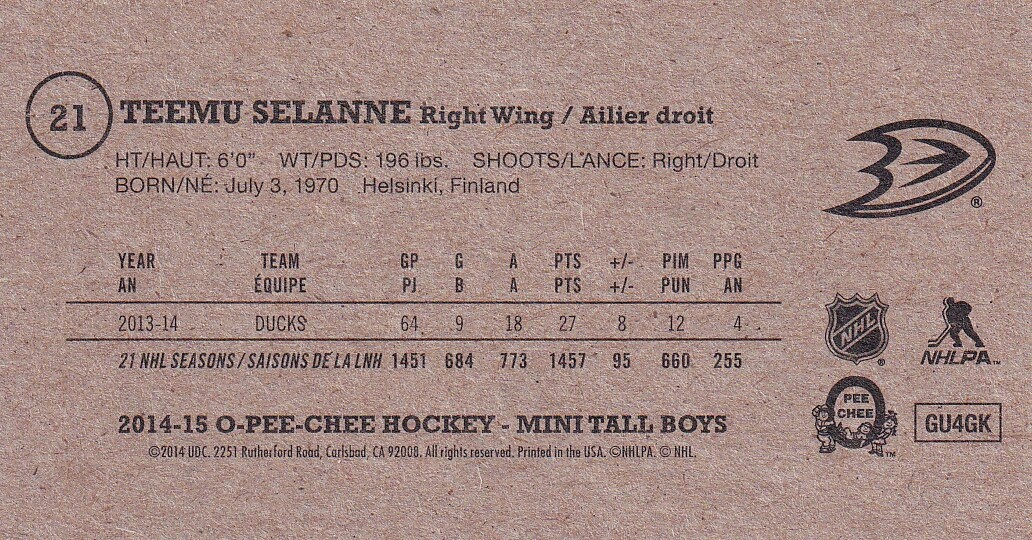 21 TEEMU SELANNE Right Wing / Ailier droit
HT/HAUT: 6'0" WT/PDS: 196 lbs. SHOOTS/LANCE: Right/Droit
BORN/NÉ: July 3, 1970 Helsinki, Finland
YEAR TEAM GP G A PTS +/- PIM PPG
AN ÉQUIPE PJ B A PTS +/- PUN AN
2013-14 DUCKS 64 9 18 27 8 12 4
21 NHL SEASONS/SAISONS DE LA LNH 1451 684 773 1457 95 660 255
®
NHL ®
NHLPA™
2014-15 O-PEE-CHEE HOCKEY - MINI TALL BOYS
O PEE CHEE ™
GU4GK
©2014 UDC. 2251 Rutherford Road, Carlsbad, CA 92008. All rights reserved. Printed in the USA. ©NHLPA. © NHL.